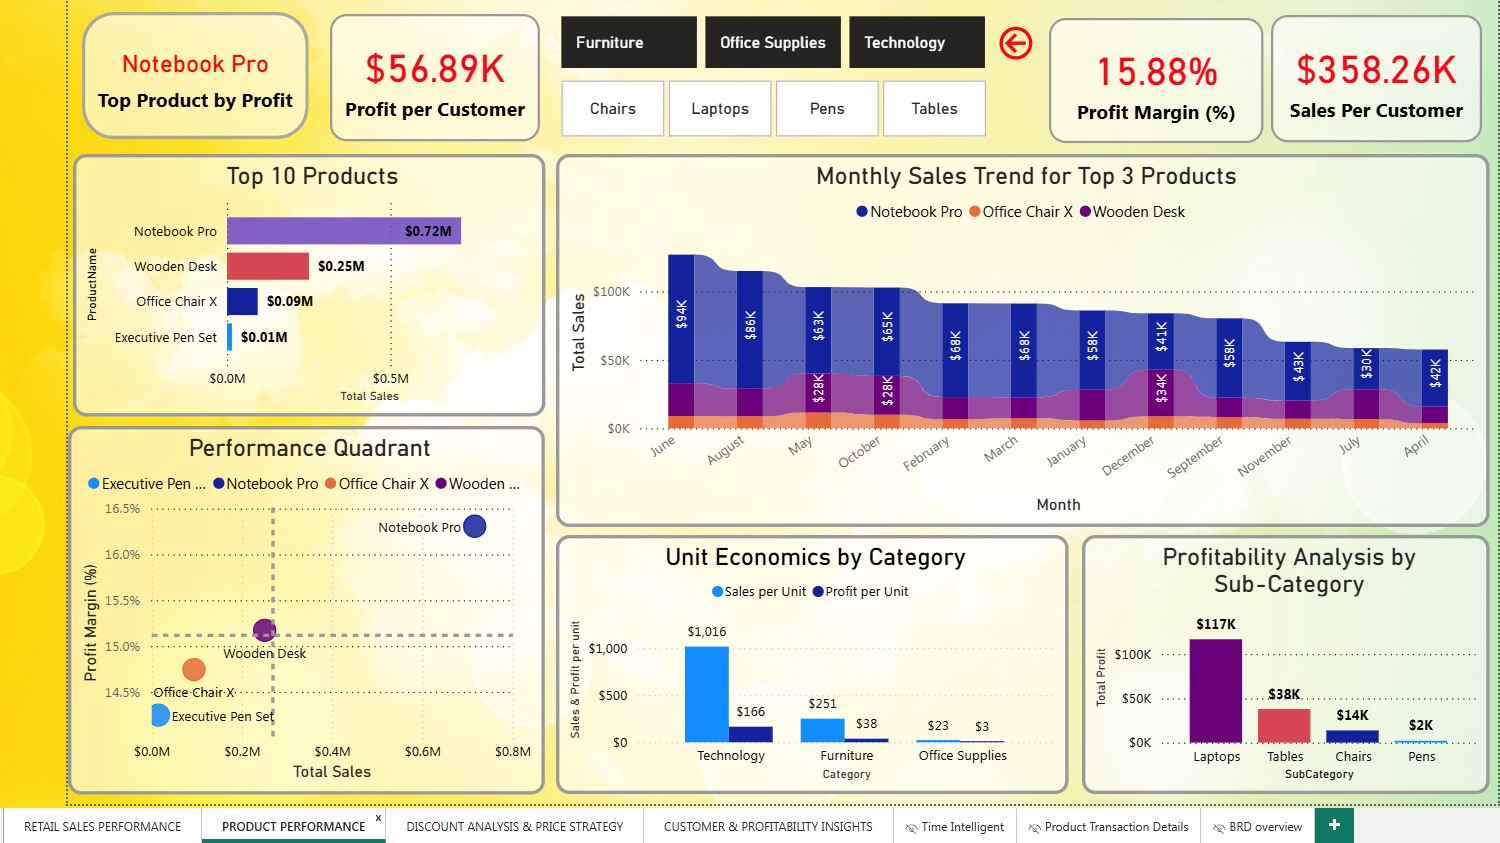 Notebook Pro
Top Product by Profit
$56.89K
Profit per Customer
Furniture
Office Supplies
Technology
Chairs
Laptops
Pens
Tables
15.88%
Profit Margin (%)
$358.26K
Sales Per Customer
Top 10 Products
ProductName
Notebook Pro
$0.72M
Wooden Desk
$0.25M
Office Chair X
$0.09M
Executive Pen Set
$0.01M
$0.0M
$0.5M
Total Sales
Monthly Sales Trend for Top 3 Products
Notebook Pro
Office Chair X
Wooden Desk
Total Sales
$100K
$50K
$0K
$94K
$86K
$63K
$65K
$68K
$68K
$58K
$41K
$58K
$43K
$30K
$42K
$28K
$28K
$34K
June
August
May
October
February
March
January
December
September
November
July
April
Month
Performance Quadrant
Executive Pen ...
Notebook Pro
Office Chair X
Wooden ...
Profit Margin (%)
16.5%
16.0%
15.5%
15.0%
14.5%
Notebook Pro
Wooden Desk
Office Chair X
Executive Pen Set
$0.0M
$0.2M
$0.4M
$0.6M
$0.8M
Total Sales
Unit Economics by Category
Sales per Unit
Profit per Unit
Sales & Profit per unit
$1,000
$500
$0
$1,016
$166
$251
$38
$23
$3
Technology
Furniture
Office Supplies
Category
Profitability Analysis by
Sub-Category
Total Profit
$100K
$50K
$0K
$117K
$38K
$14K
$2K
Laptops
Tables
Chairs
Pens
SubCategory
RETAIL SALES PERFORMANCE
PRODUCT PERFORMANCE
x
DISCOUNT ANALYSIS & PRICE STRATEGY
CUSTOMER & PROFITABILITY INSIGHTS
Time Intelligent
Product Transaction Details
BRD overview
+